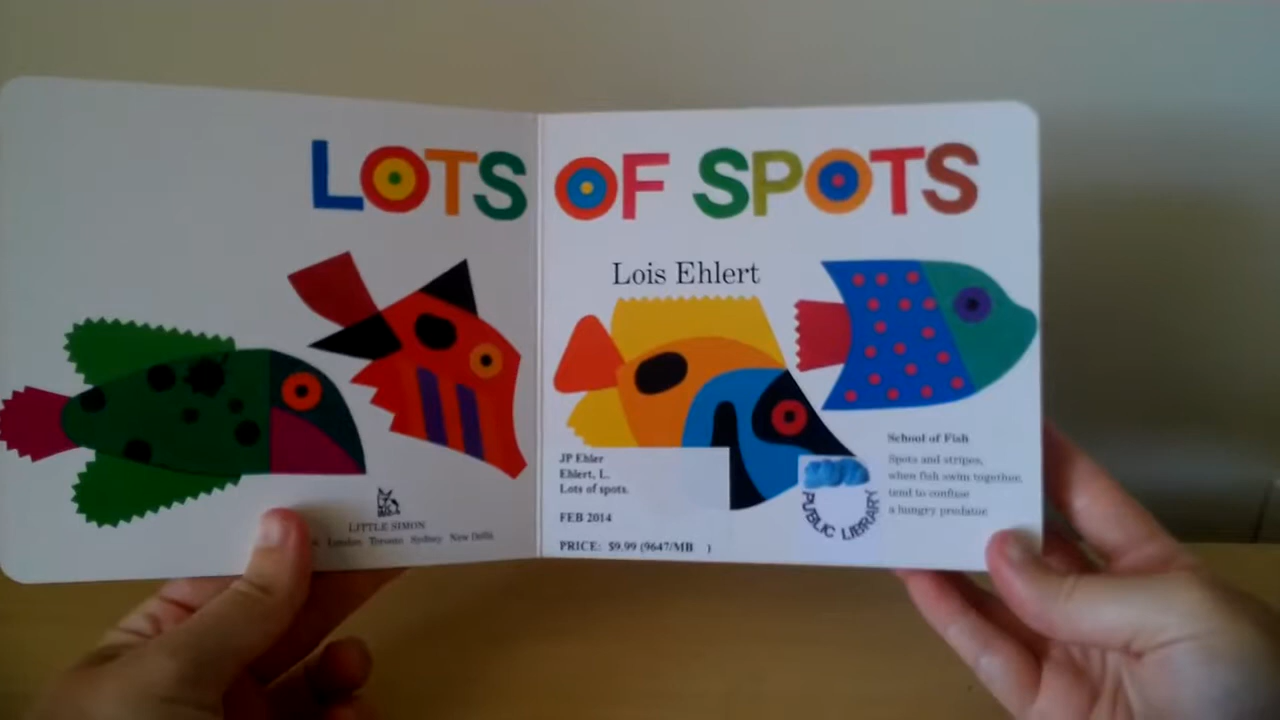 LOTS OF SPOTS
Lois Ehlert
LITTLE SIMON
London Toronto Sydney New Delhi
JP Ehler
Ehlert, L.
Lots of spots.
FEB 2014
PRICE: $9.99 (9647/MB )
PUBLIC LIBRARY
School of Fish
Spots and stripes,
when fish swim together,
tend to confuse
a hungry predator